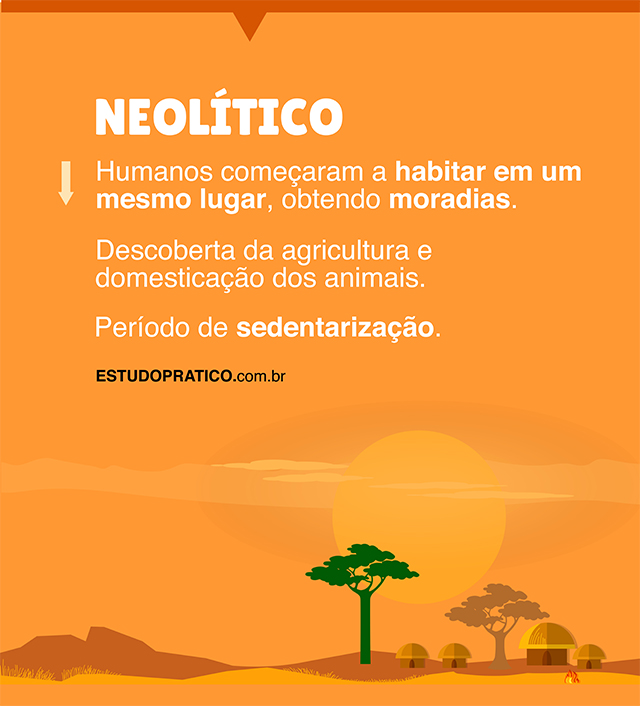 NEOLÍTICO
Humanos começaram a habitar em um
mesmo lugar, obtendo moradias.
Descoberta da agricultura e
domesticação dos animais.
Período de sedentarização.
ESTUDOPRATICO.com.br